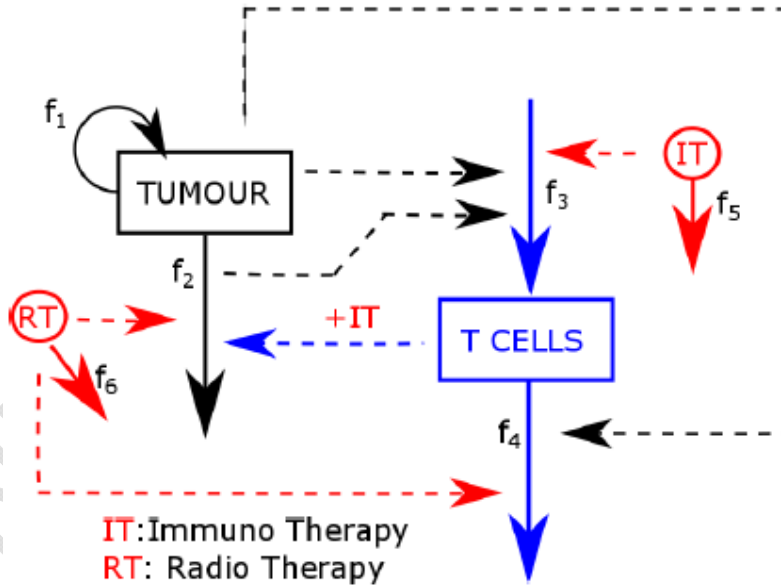 f1
TUMOUR
IT
f3
f5
f2
RT
+IT
T CELLS
f6
f4
IT:Immuno Therapy
RT: Radio Therapy